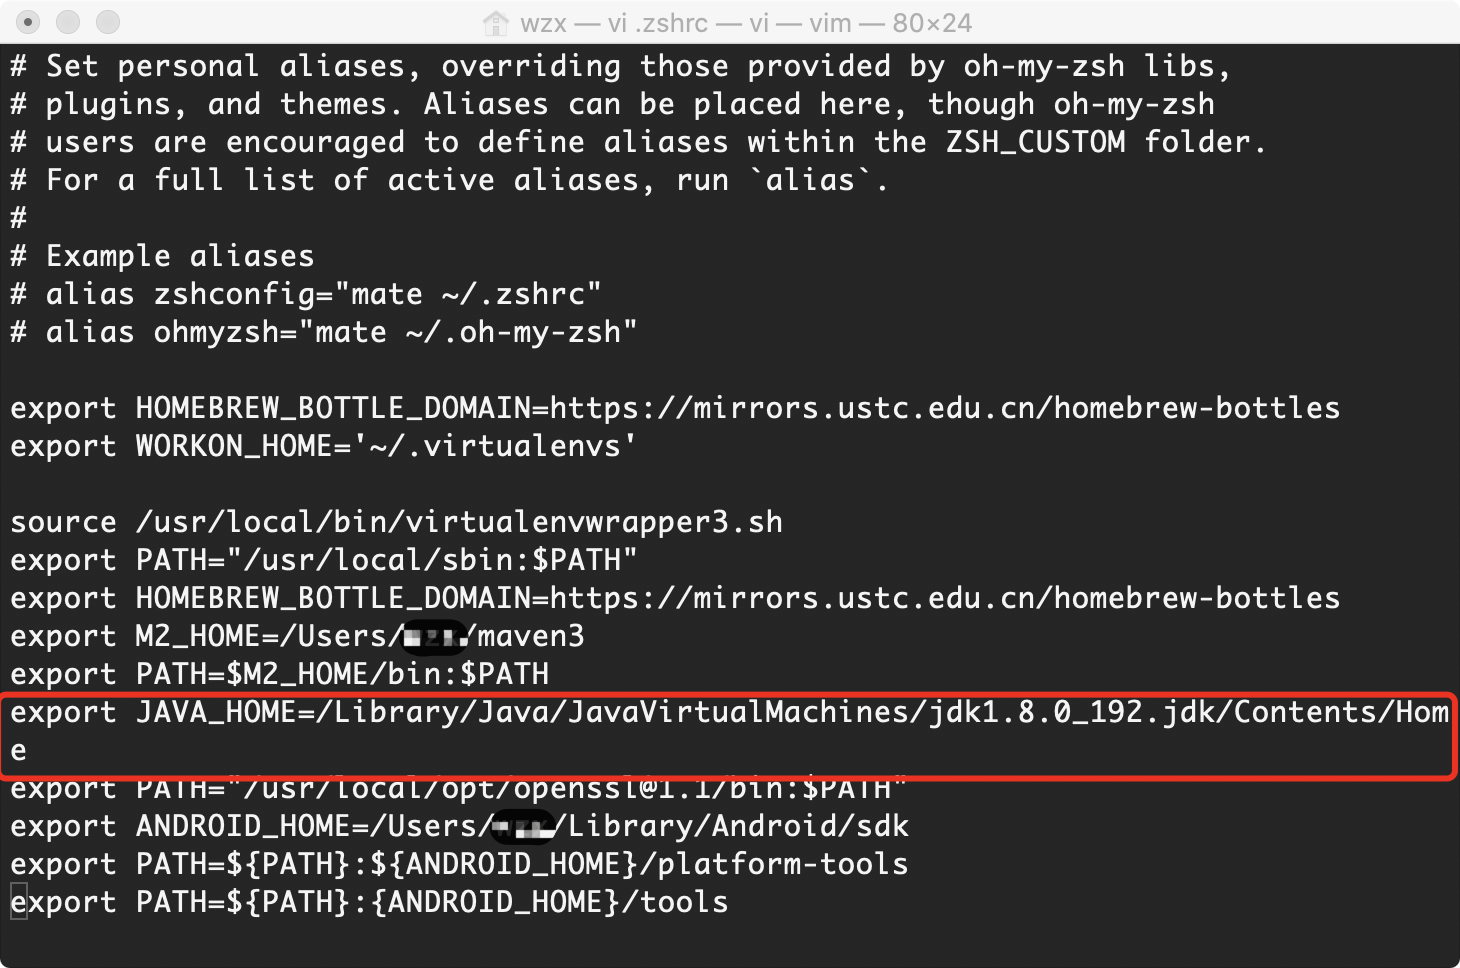 wzx — vi .zshrc — vi — vim — 80×24
# Set personal aliases, overriding those provided by oh-my-zsh libs,
# plugins, and themes. Aliases can be placed here, though oh-my-zsh
# users are encouraged to define aliases within the ZSH_CUSTOM folder.
# For a full list of active aliases, run `alias`.
#
# Example aliases
# alias zshconfig="mate ~/.zshrc"
# alias ohmyzsh="mate ~/.oh-my-zsh"
export HOMEBREW_BOTTLE_DOMAIN=https://mirrors.ustc.edu.cn/homebrew-bottles
export WORKON_HOME='~/.virtualenvs'
source /usr/local/bin/virtualenvwrapper3.sh
export PATH="/usr/local/sbin:$PATH"
export HOMEBREW_BOTTLE_DOMAIN=https://mirrors.ustc.edu.cn/homebrew-bottles
export M2_HOME=/Users/ /maven3
export PATH=$M2_HOME/bin:$PATH
export JAVA_HOME=/Library/Java/JavaVirtualMachines/jdk1.8.0_192.jdk/Contents/Hom
e
export PATH="/usr/local/opt/openssl@1.1/bin:$PATH"
export ANDROID_HOME=/Users/ /Library/Android/sdk
export PATH=${PATH}:${ANDROID_HOME}/platform-tools
export PATH=${PATH}:{ANDROID_HOME}/tools